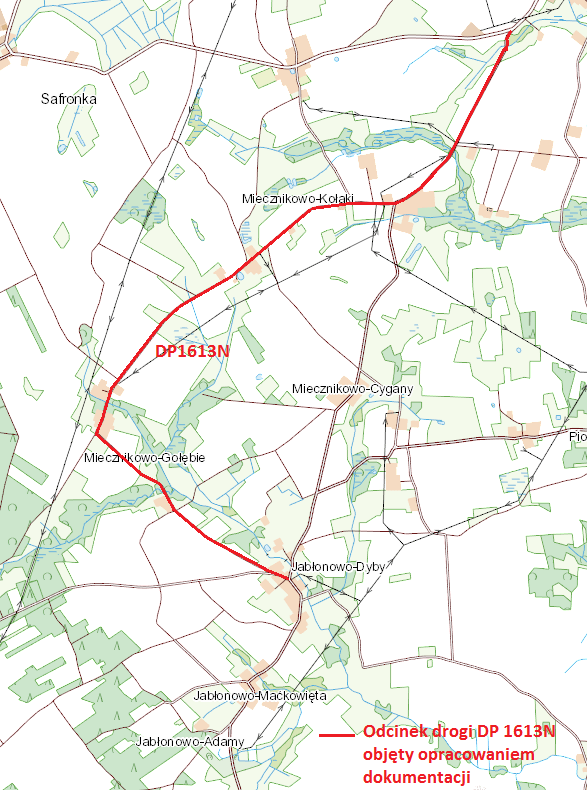 Safronka
Miecznikowo-Kołaki
DP1613N
Miecznikowo-Cygany
Pio
Miecznikowo-Gołębie
Jabłonowo-Dyby
Jabłonowo-Maćkowięta
Jabłonowo-Adamy
Odcinek drogi DP 1613N
objęty opracowaniem
dokumentacji